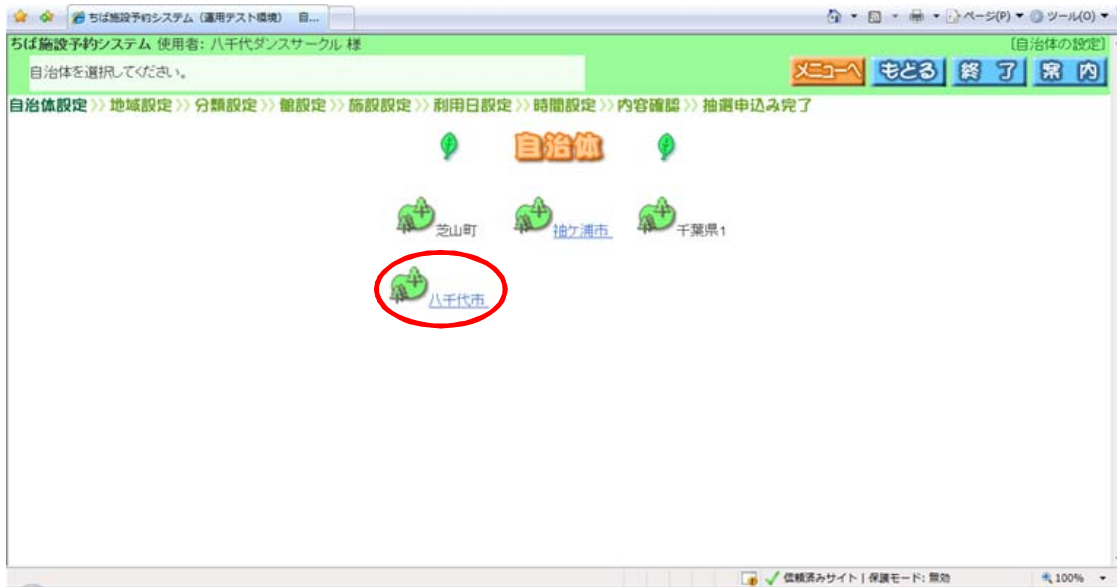 ちば施設予約システム（運用テスト環境） 自...
ページ(P) ツール(O)
ちば施設予約システム 使用者: 八千代ダンスサークル 様 [自治体の設定]
自治体を選択してください。 メニューへ もどる 終 了 案 内
自治体設定 》 地域設定 》 分類設定 》 館設定 》 施設設定 》 利用日設定 》 時間設定 》 内容確認 》 抽選申込み完了
自治体
芝山町 袖ケ浦市 千葉県1
八千代市
信頼済みサイト | 保護モード: 無効 100%